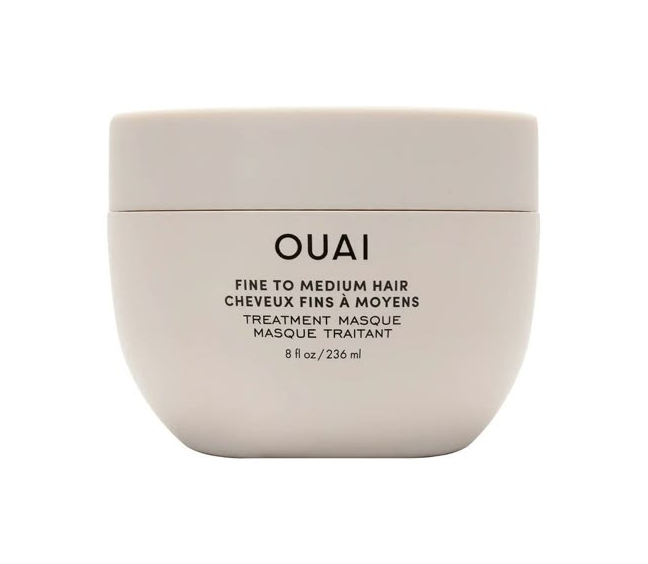 OUAI
FINE TO MEDIUM HAIR
CHEVEUX FINS À MOYENS
TREATMENT MASQUE
MASQUE TRAITANT
8 fl oz / 236 ml